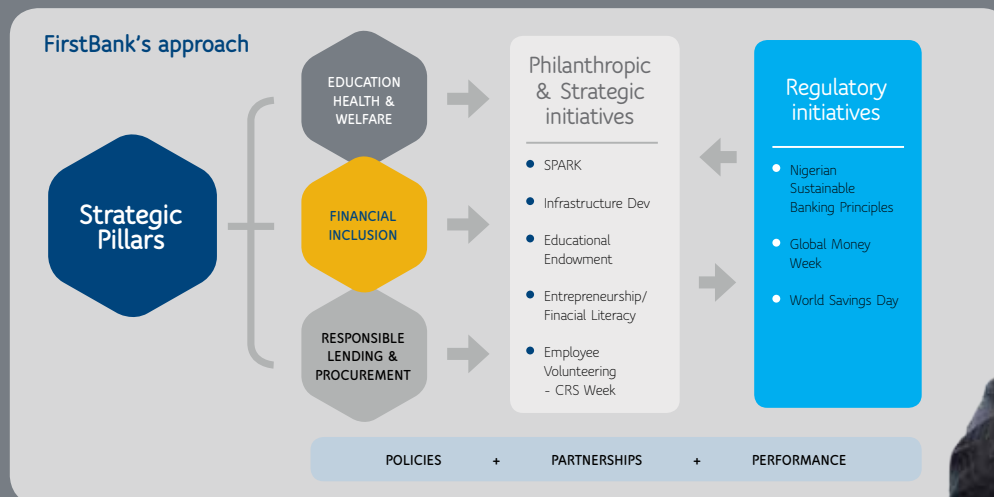 FirstBank's approach
Strategic
Pillars
EDUCATION
HEALTH &
WELFARE
FINANCIAL
INCLUSION
RESPONSIBLE
LENDING &
PROCUREMENT
Philanthropic
& Strategic
initiatives
SPARK
Infrastructure Dev
Educational
Endowment
Entrepreneurship/
Finacial Literacy
Employee
Volunteering
- CRS Week
Regulatory
initiatives
Nigerian
Sustainable
Banking Principles
Global Money
Week
World Savings Day
POLICIES + PARTNERSHIPS + PERFORMANCE